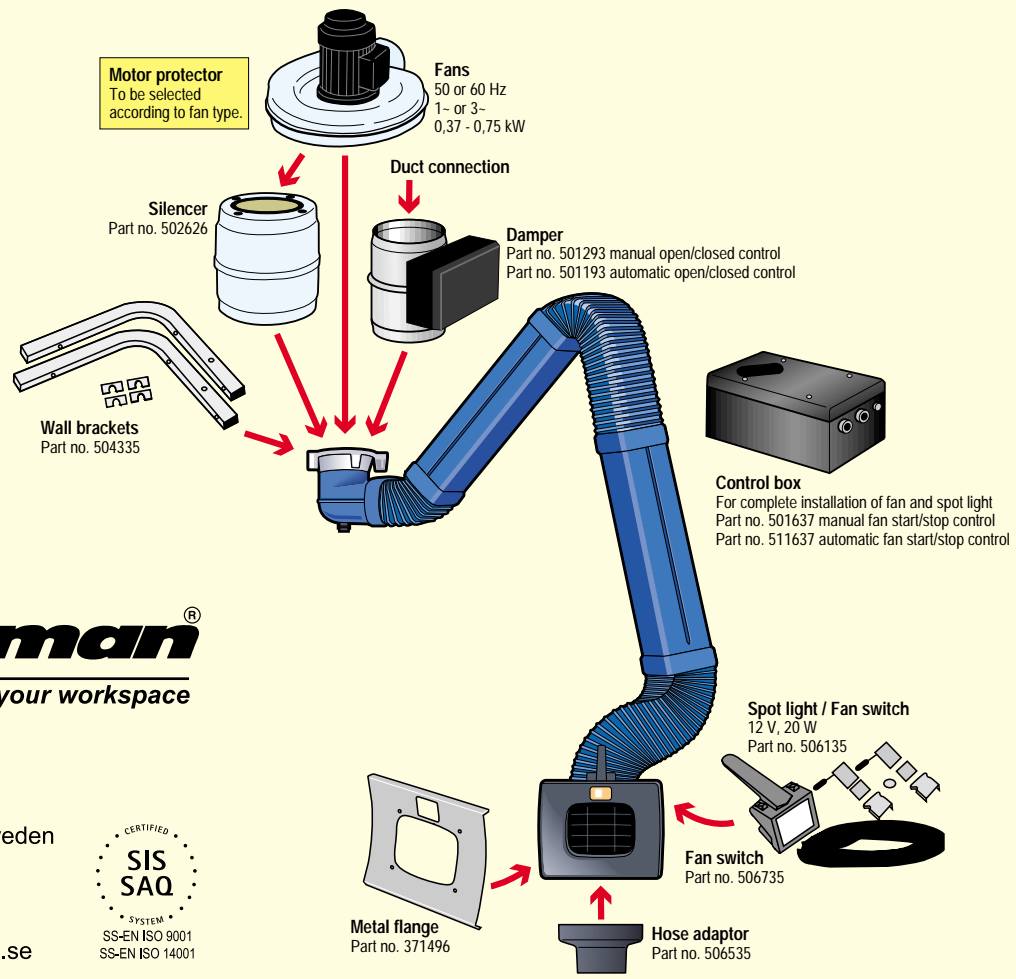 Motor protector
To be selected
according to fan type.
Fans
50 or 60 Hz
1~ or 3~
0,37 - 0,75 kW
Duct connection
Silencer
Part no. 502626
Damper
Part no. 501293 manual open/closed control
Part no. 501193 automatic open/closed control
Wall brackets
Part no. 504335
Control box
For complete installation of fan and spot light
Part no. 501637 manual fan start/stop control
Part no. 511637 automatic fan start/stop control
man®
your workspace
Spot light / Fan switch
12 V, 20 W
Part no. 506135
Fan switch
Part no. 506735
Metal flange
Part no. 371496
Hose adaptor
Part no. 506535
eden
CERTIFIED
SIS
SAQ
SYSTEM
SS-EN ISO 9001
SS-EN ISO 14001
.se